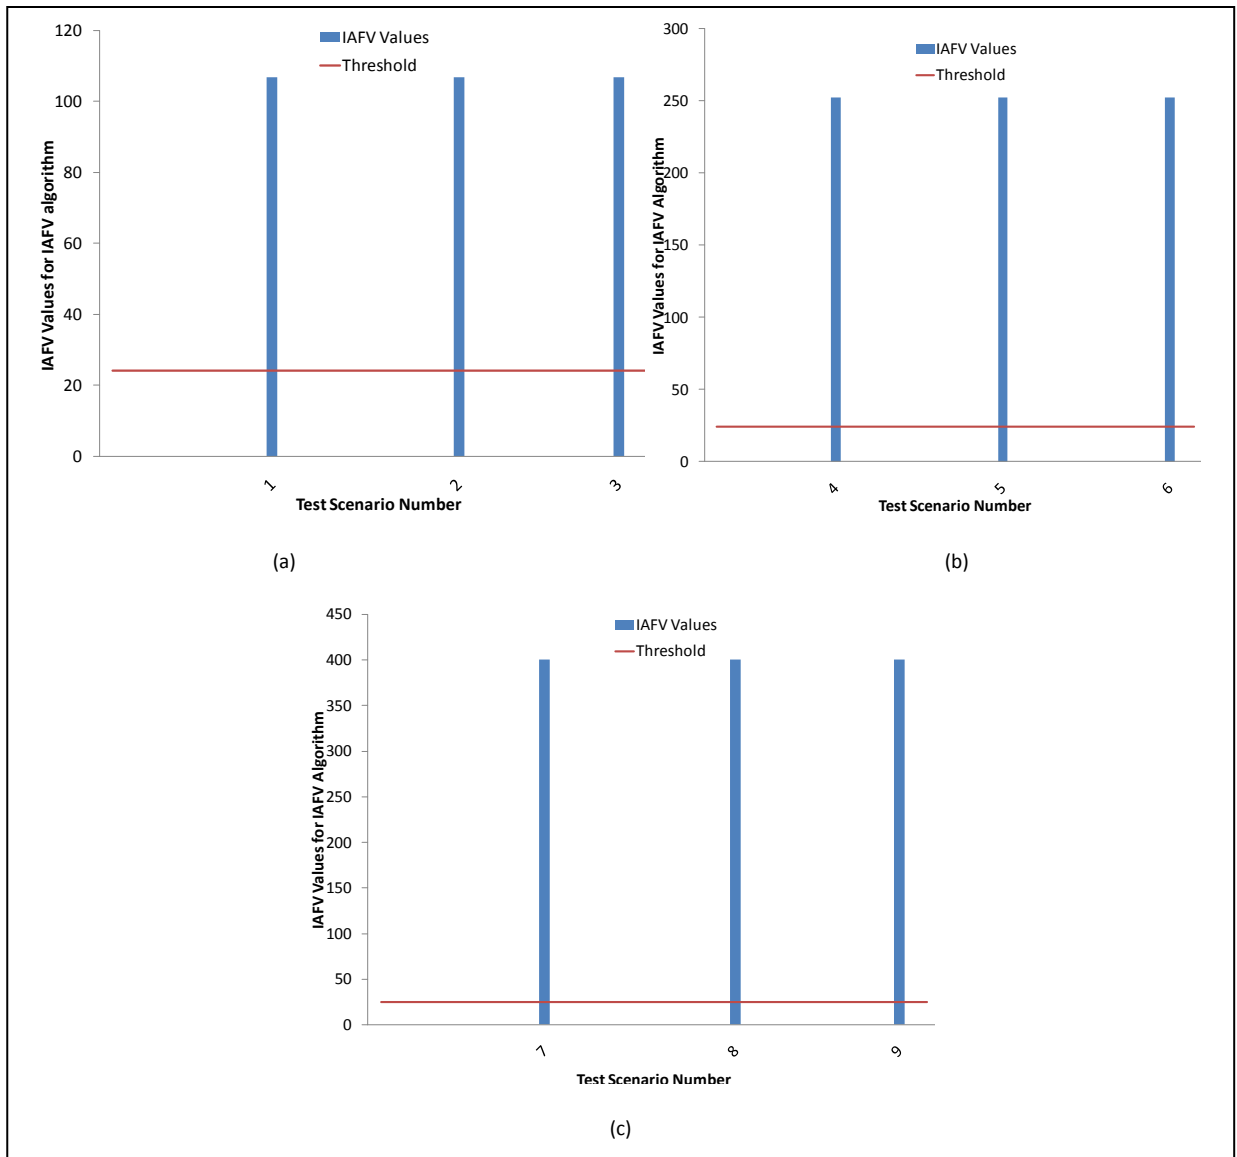 IAFV Values
Threshold
120
100
80
60
40
20
0
IAFV Values for IAFV algorithm
1 2 3
Test Scenario Number
(a)
IAFV Values
Threshold
300
250
200
150
100
50
0
IAFV Values for IAFV Algorithm
4 5 6
Test Scenario Number
(b)
IAFV Values
Threshold
450
400
350
300
250
200
150
100
50
0
IAFV Values for IAFV Algorithm
7 8 9
Test Scenario Number
(c)